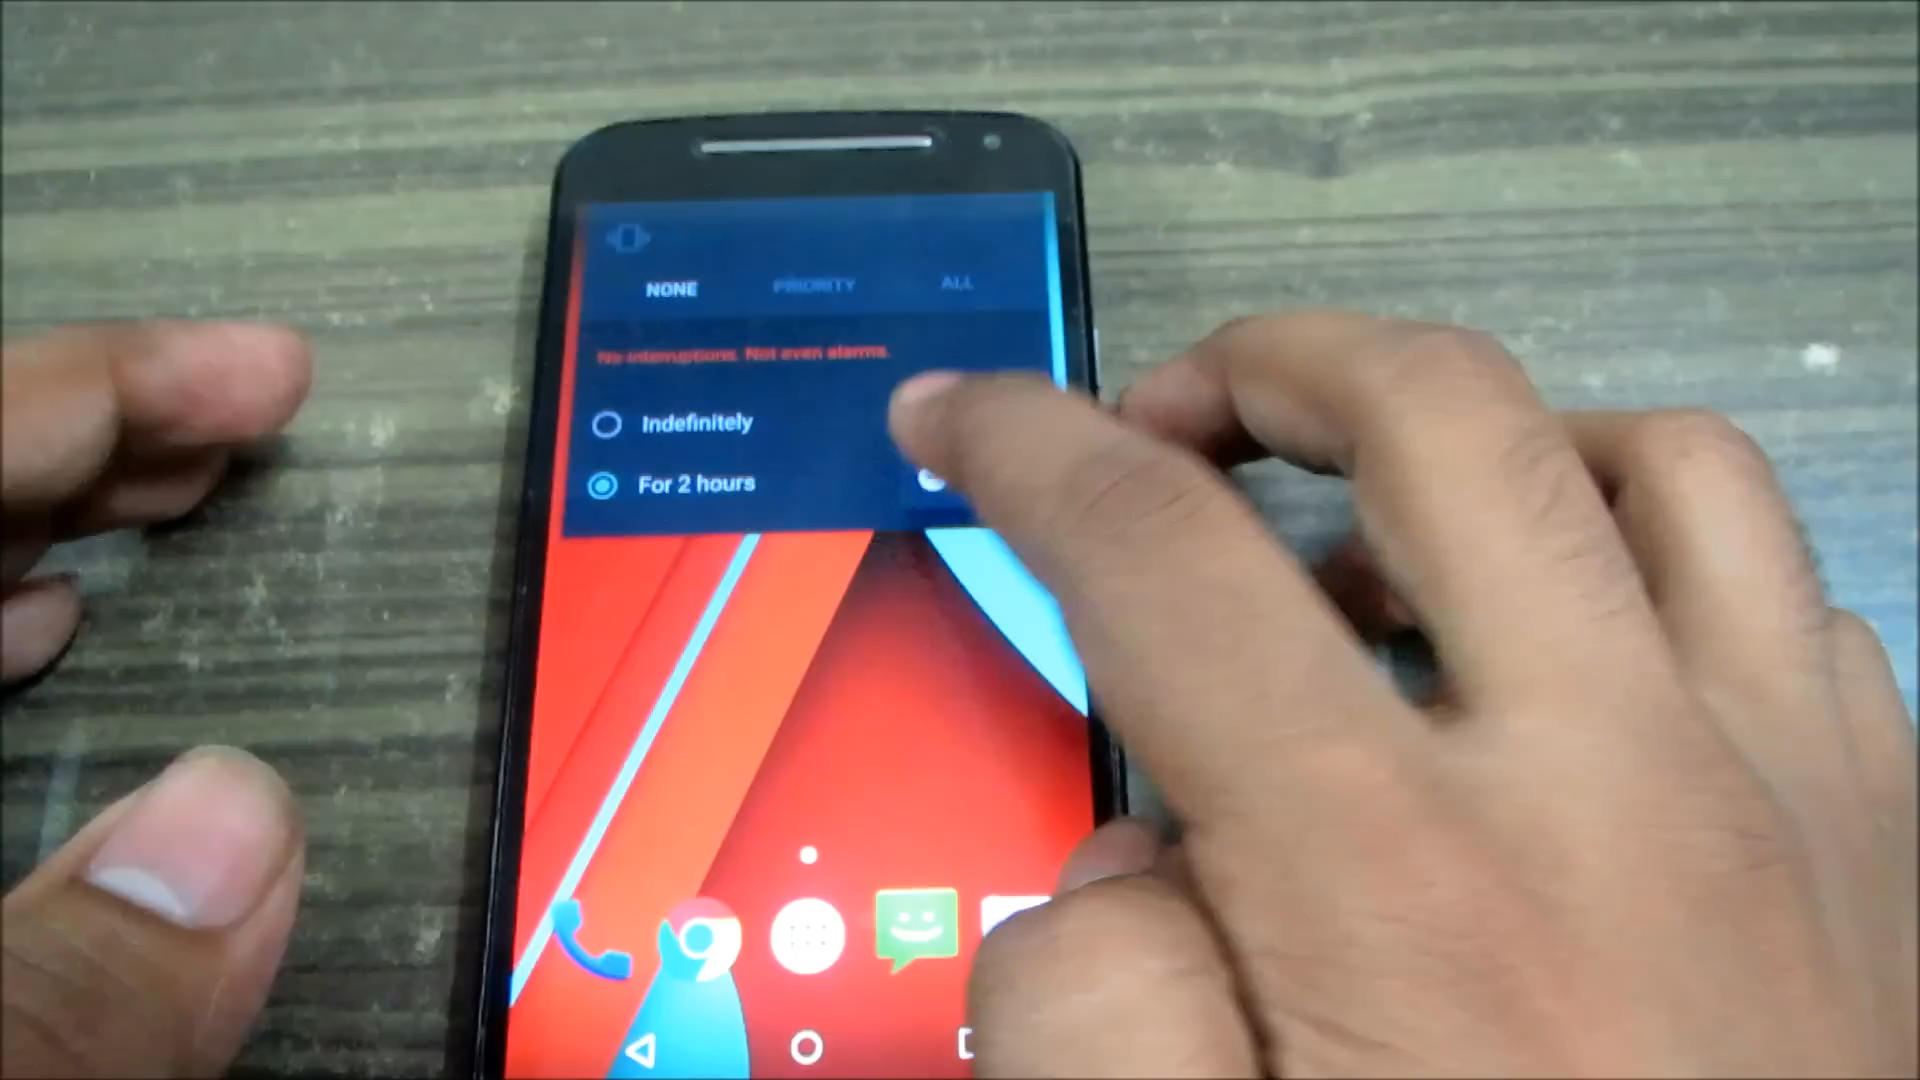 NONE PRIORITY ALL
No interruptions. Not even alarms.
Indefinitely
For 2 hours